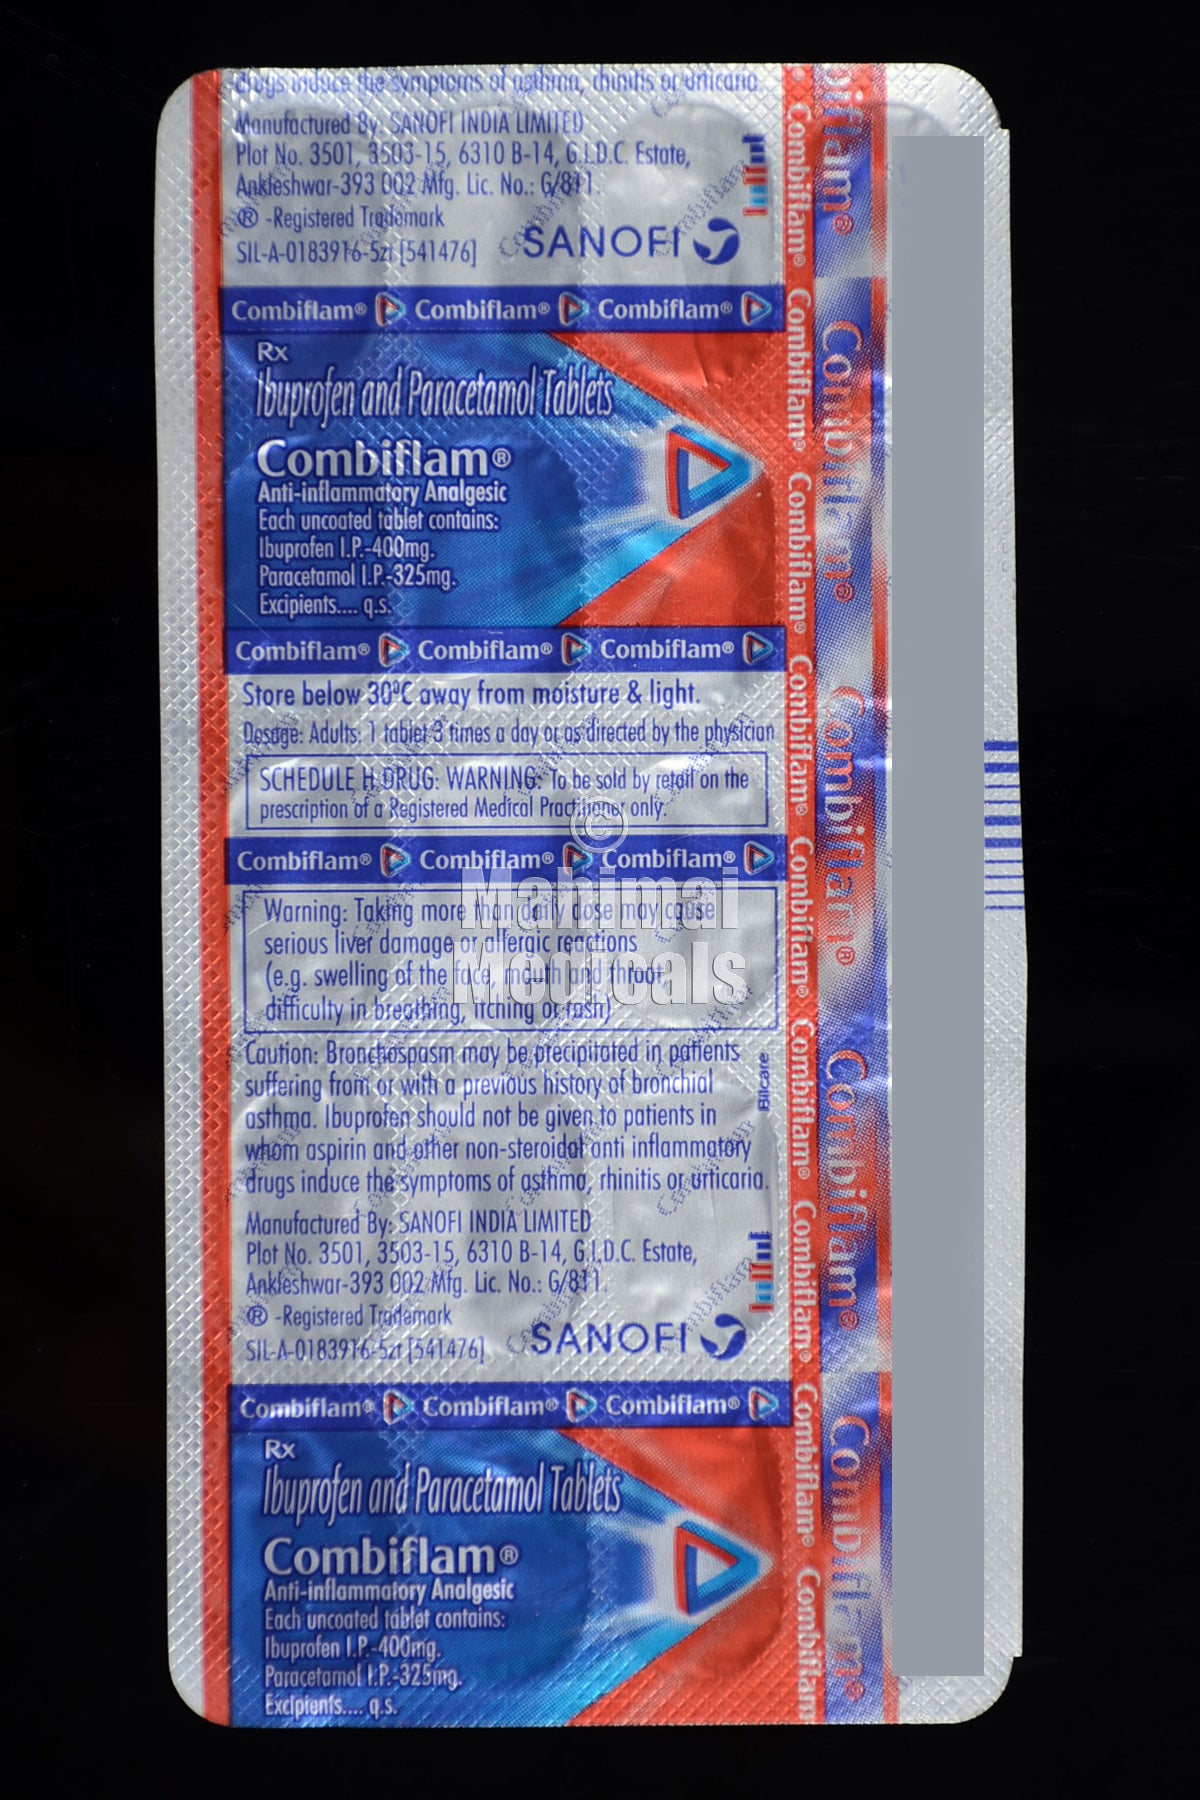 drugs induce the symptoms of asthma, rhinitis or urticaria.
Manufactured By: SANOFI INDIA LIMITED
Plot No. 3501, 3503-15, 6310 B-14, G.I.D.C. Estate,
Ankleshwar-393 002 Mfg. Lic. No.: G/811.
® -Registered Trademark
SIL-A-0183916-5zt [541476]
SANOFI
Combiflam® Combiflam® Combiflam®
Rx
Ibuprofen and Paracetamol Tablets
Combiflam®
Anti-inflammatory Analgesic
Each uncoated tablet contains:
Ibuprofen I.P.-400mg.
Paracetamol I.P.-325mg.
Excipients.... q.s.
Combiflam® Combiflam® Combiflam®
Store below 30ºC away from moisture & light.
Dosage: Adults: 1 tablet 3 times a day or as directed by the physician
SCHEDULE H DRUG: WARNING: To be sold by retail on the
prescription of a Registered Medical Practitioner only.
Combiflam® Combiflam® Combiflam®
©
Mahimai
Medicals
Warning: Taking more than daily dose may cause
serious liver damage or allergic reactions
(e.g. swelling of the face, mouth and throat,
difficulty in breathing, itching or rash)
Caution: Bronchospasm may be precipitated in patients
suffering from or with a previous history of bronchial
asthma. Ibuprofen should not be given to patients in
whom aspirin and other non-steroidal anti inflammatory
drugs induce the symptoms of asthma, rhinitis or urticaria.
Bilcare
Manufactured By: SANOFI INDIA LIMITED
Plot No. 3501, 3503-15, 6310 B-14, G.I.D.C. Estate,
Ankleshwar-393 002 Mfg. Lic. No.: G/811.
® -Registered Trademark
SIL-A-0183916-5zt [541476]
SANOFI
Combiflam® Combiflam® Combiflam®
Rx
Ibuprofen and Paracetamol Tablets
Combiflam®
Anti-inflammatory Analgesic
Each uncoated tablet contains:
Ibuprofen I.P.-400mg.
Paracetamol I.P.-325mg.
Excipients.... q.s.
Combiflam® Combiflam® Combiflam® Combiflam® Combiflam® Combiflam® Combiflam® Combiflam® Combiflam
biflam® Combiflam® Combiflam® Combiflam® Combiflam®